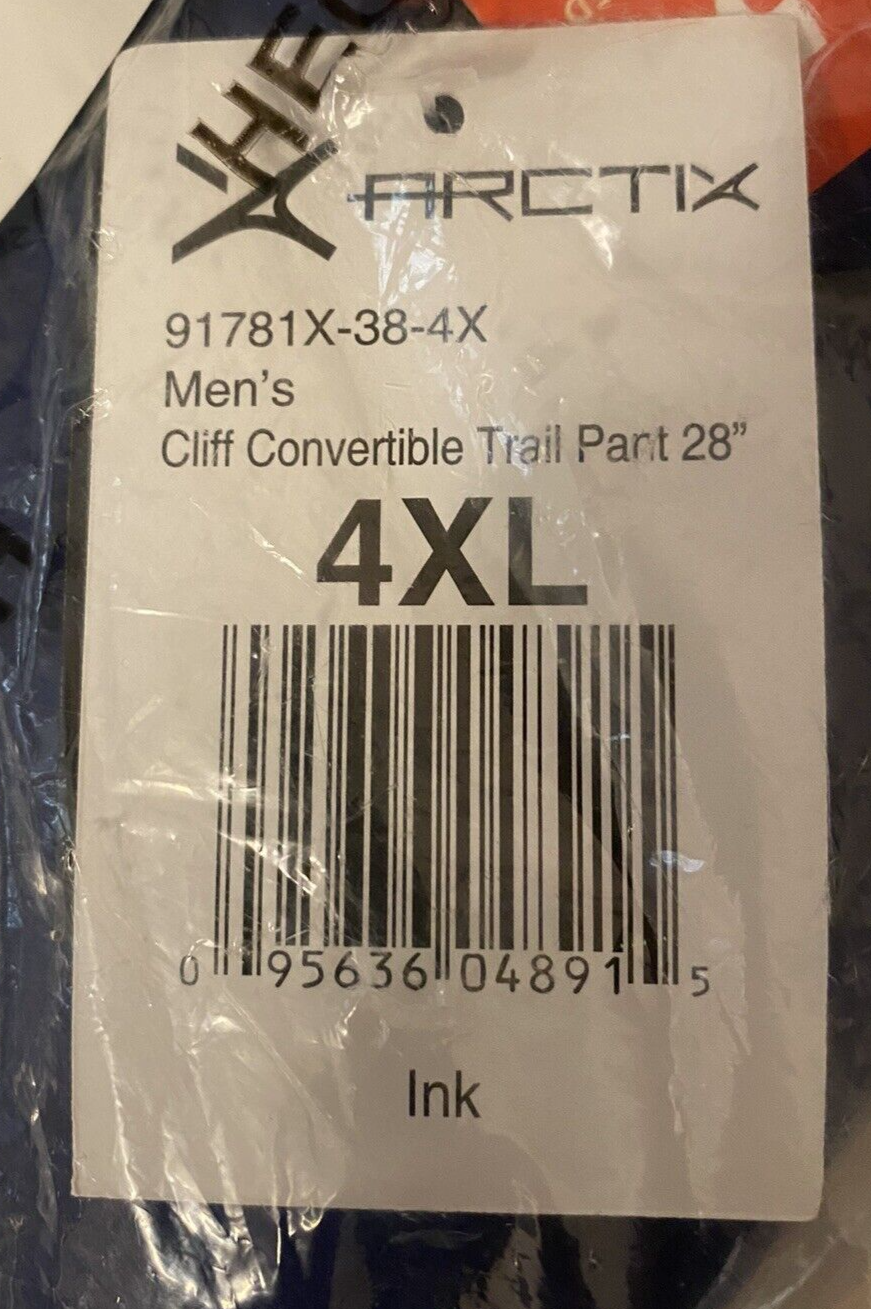 ARCTIX
91781X-38-4X
Men's
Cliff Convertible Trail Pant 28"
4XL
0 95636 04891 5
Ink